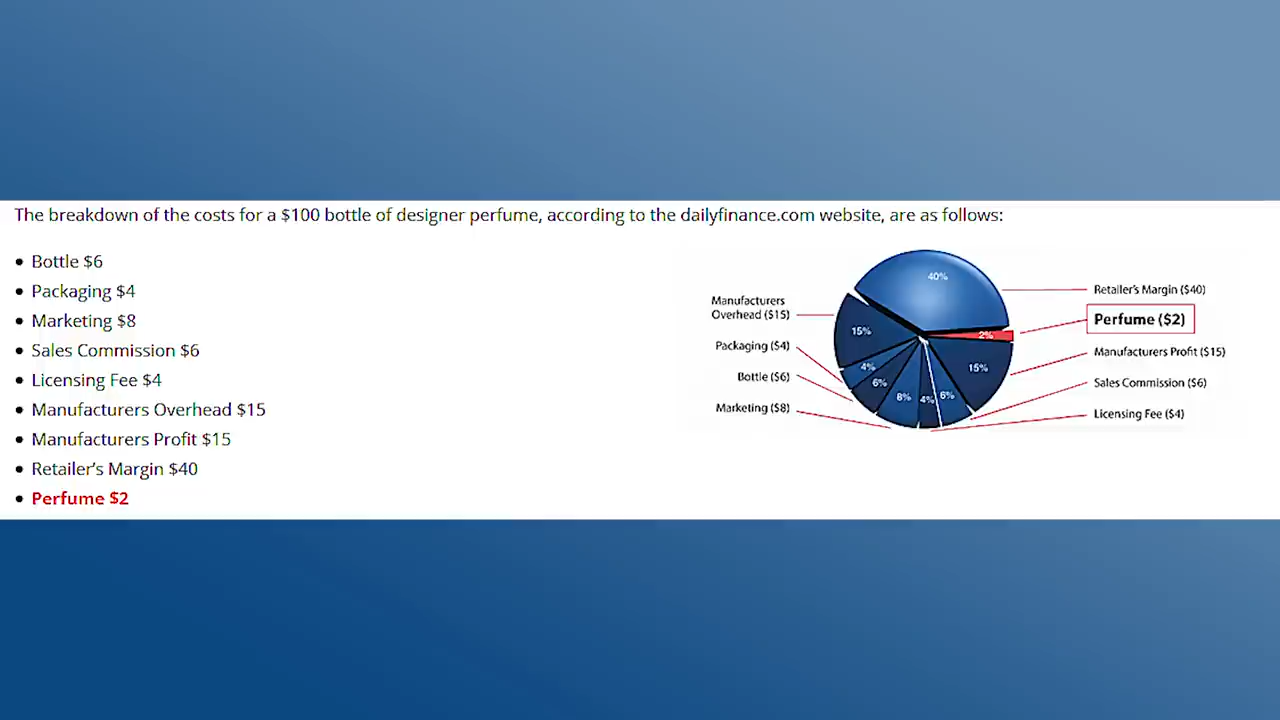 The breakdown of the costs for a $100 bottle of designer perfume, according to the dailyfinance.com website, are as follows:
• Bottle $6
• Packaging $4
• Marketing $8
• Sales Commission $6
• Licensing Fee $4
• Manufacturers Overhead $15
• Manufacturers Profit $15
• Retailer’s Margin $40
• Perfume $2
Manufacturers
Overhead ($15)
Packaging ($4)
Bottle ($6)
Marketing ($8)
40%
2%
15%
6%
4%
8%
6%
4%
15%
Retailer’s Margin ($40)
Perfume ($2)
Manufacturers Profit ($15)
Sales Commission ($6)
Licensing Fee ($4)